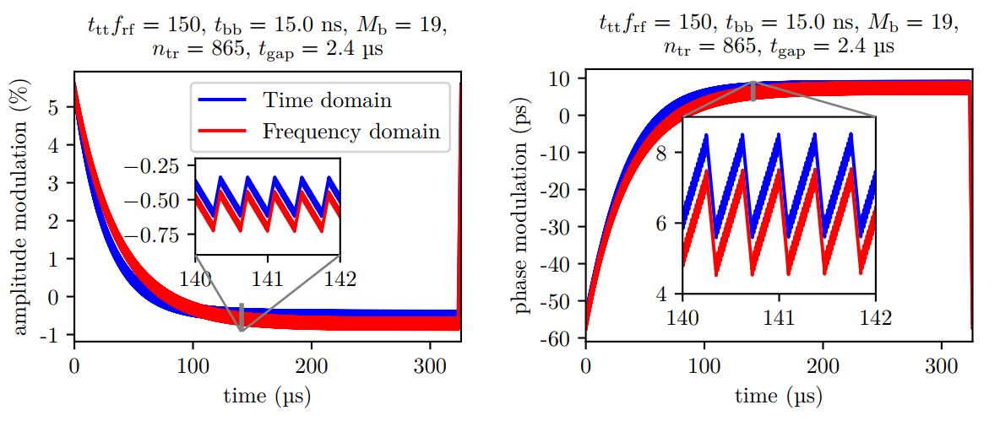 t_tt f_rf = 150, t_bb = 15.0 ns, M_b = 19,
n_tr = 865, t_gap = 2.4 µs
amplitude modulation (%)
5
4
3
2
1
0
-1
Time domain
Frequency domain
−0.25
−0.50
−0.75
140 141 142
0 100 200 300
time (µs)
t_tt f_rf = 150, t_bb = 15.0 ns, M_b = 19,
n_tr = 865, t_gap = 2.4 µs
phase modulation (ps)
10
0
-10
-20
-30
-40
-50
-60
8
6
4
140 141 142
0 100 200 300
time (µs)